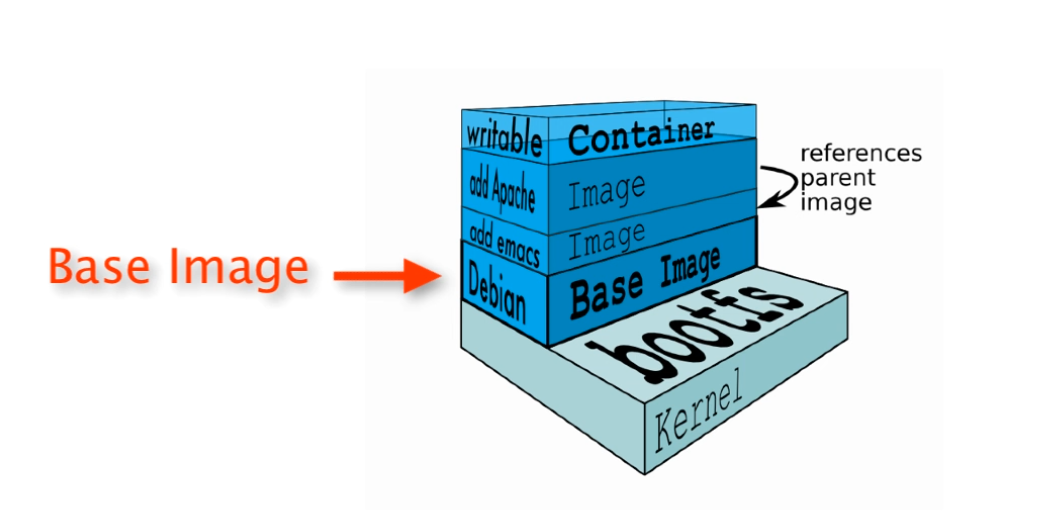 writable Container
add Apache Image
references
parent
image
add emacs Image
Base Image
Debian Base Image
bootfs
Kernel